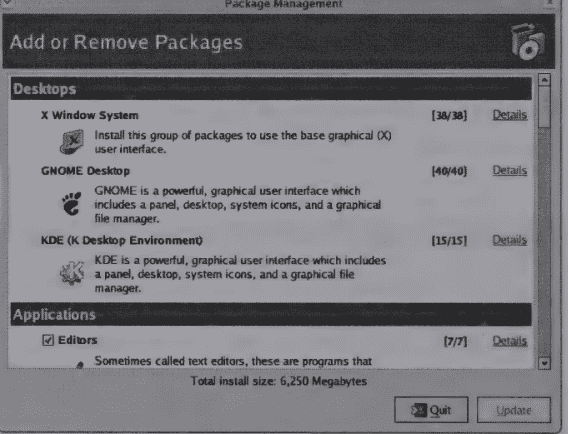 Package Management
Add or Remove Packages
Desktops
X Window System [38/38] Details
Install this group of packages to use the base graphical (X)
user interface.
GNOME Desktop [40/40] Details
GNOME is a powerful, graphical user interface which
includes a panel, desktop, system icons, and a graphical
file manager.
KDE (K Desktop Environment) [15/15] Details
KDE is a powerful, graphical user interface which includes
a panel, desktop, system icons, and a graphical file
manager.
Applications
Editors [7/7] Details
Sometimes called text editors, these are programs that
Total install size: 6,250 Megabytes
Quit Update